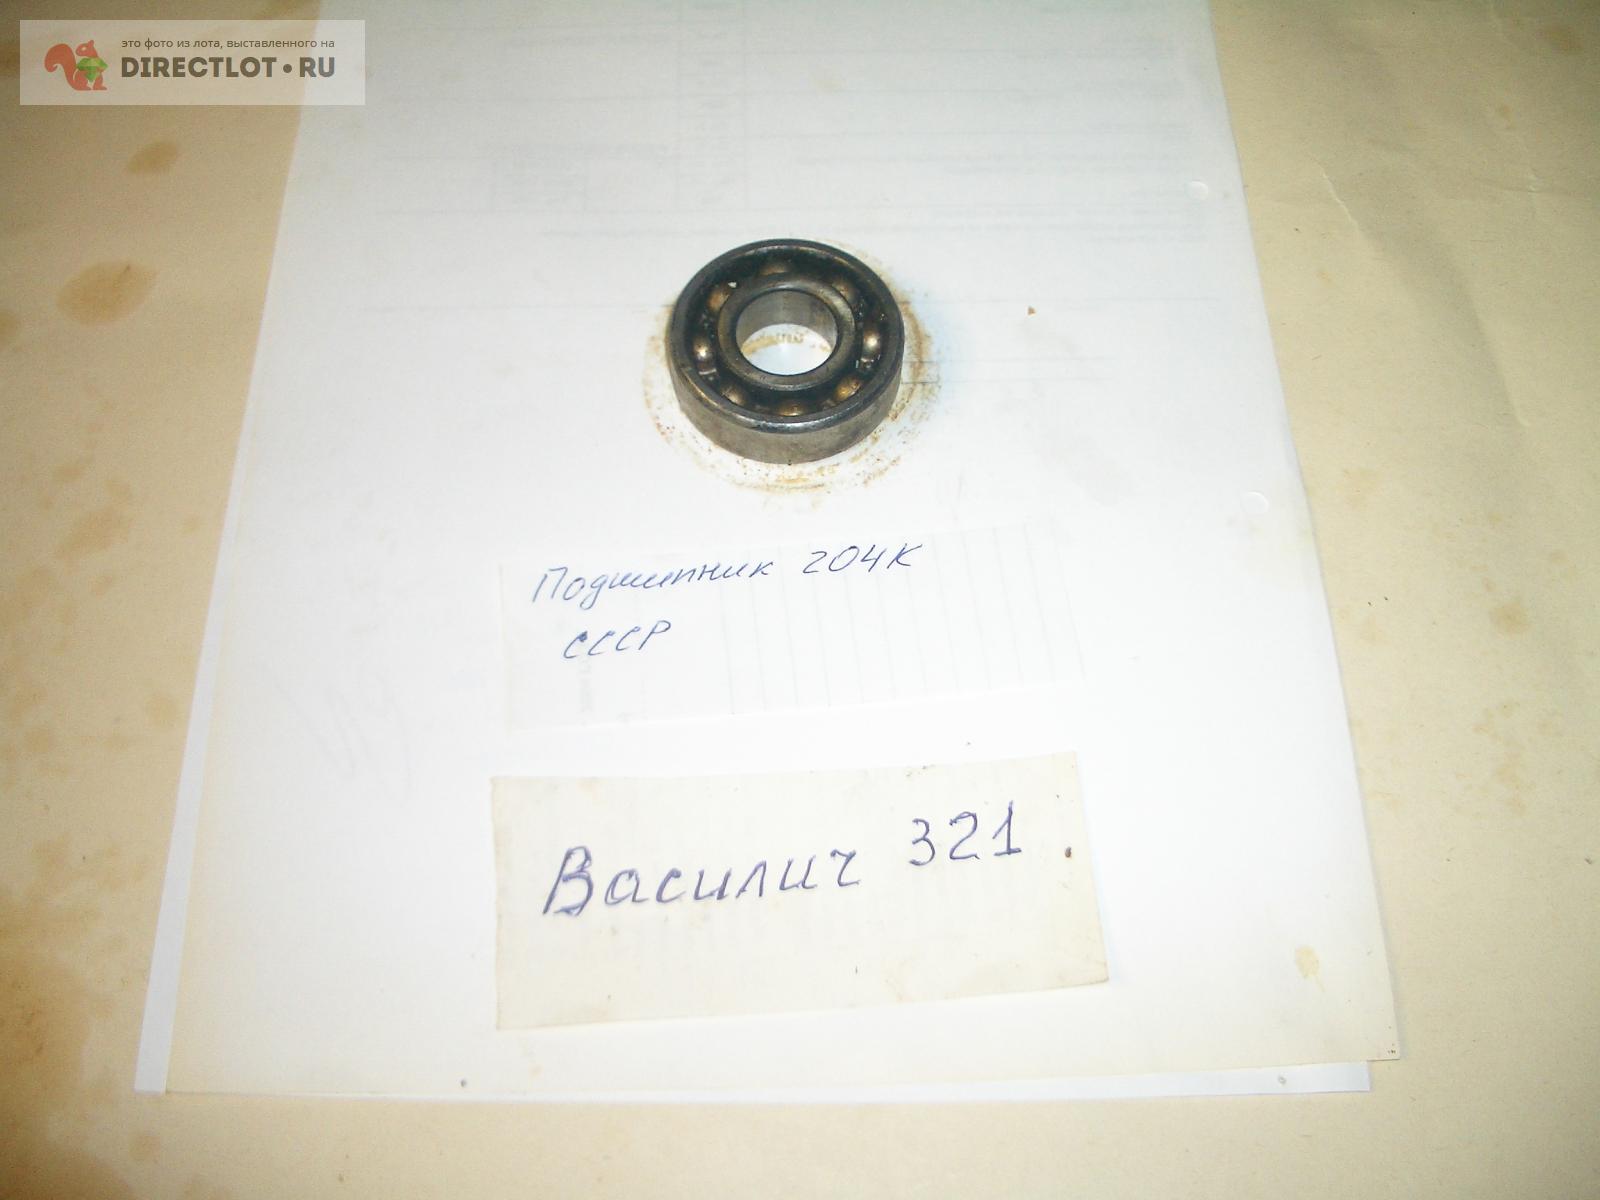 это фото из лота, выставленного на
DIRECTLOT•RU
Подшипник 204К
СССР
Василич 321.